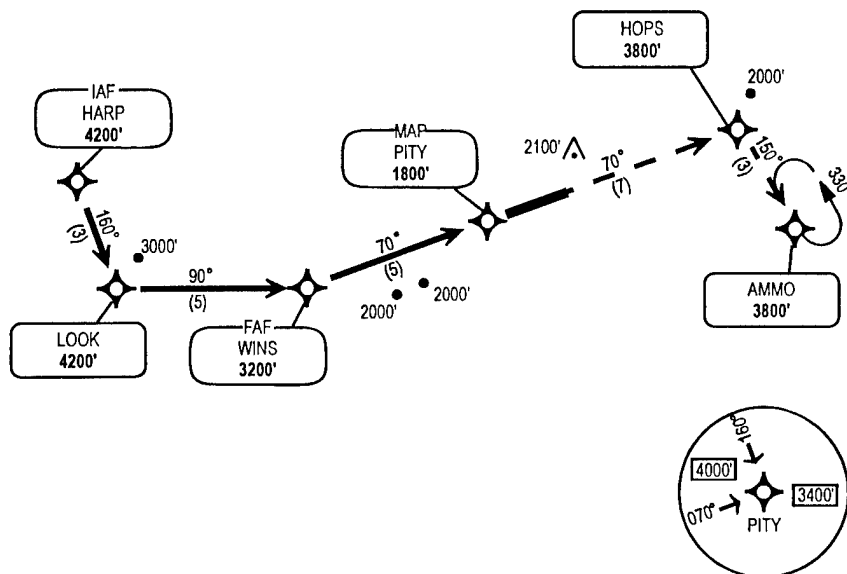 HOPS
3800'
2000'
IAF
HARP
4200'
MAP
PITY
1800'
2100'
70°
(7)
150°
(3)
330
160°
(3)
3000'
90°
(5)
70°
(5)
2000'
2000'
LOOK
4200'
FAF
WINS
3200'
AMMO
3800'
160°
4000'
3400'
070°
PITY